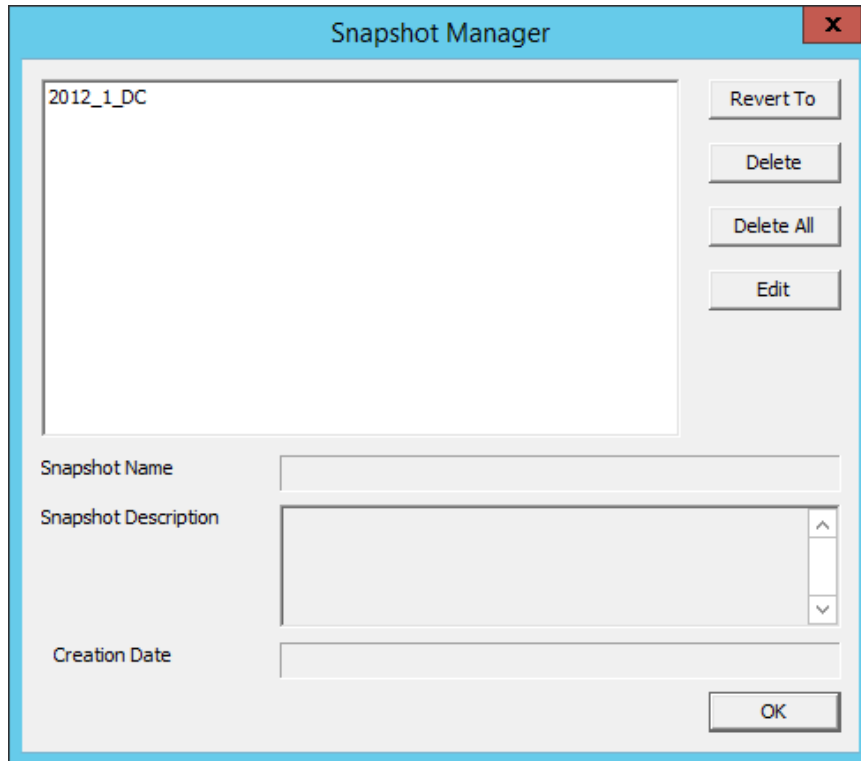 Snapshot Manager
x
2012_1_DC
Revert To
Delete
Delete All
Edit
Snapshot Name
Snapshot Description
Creation Date
OK